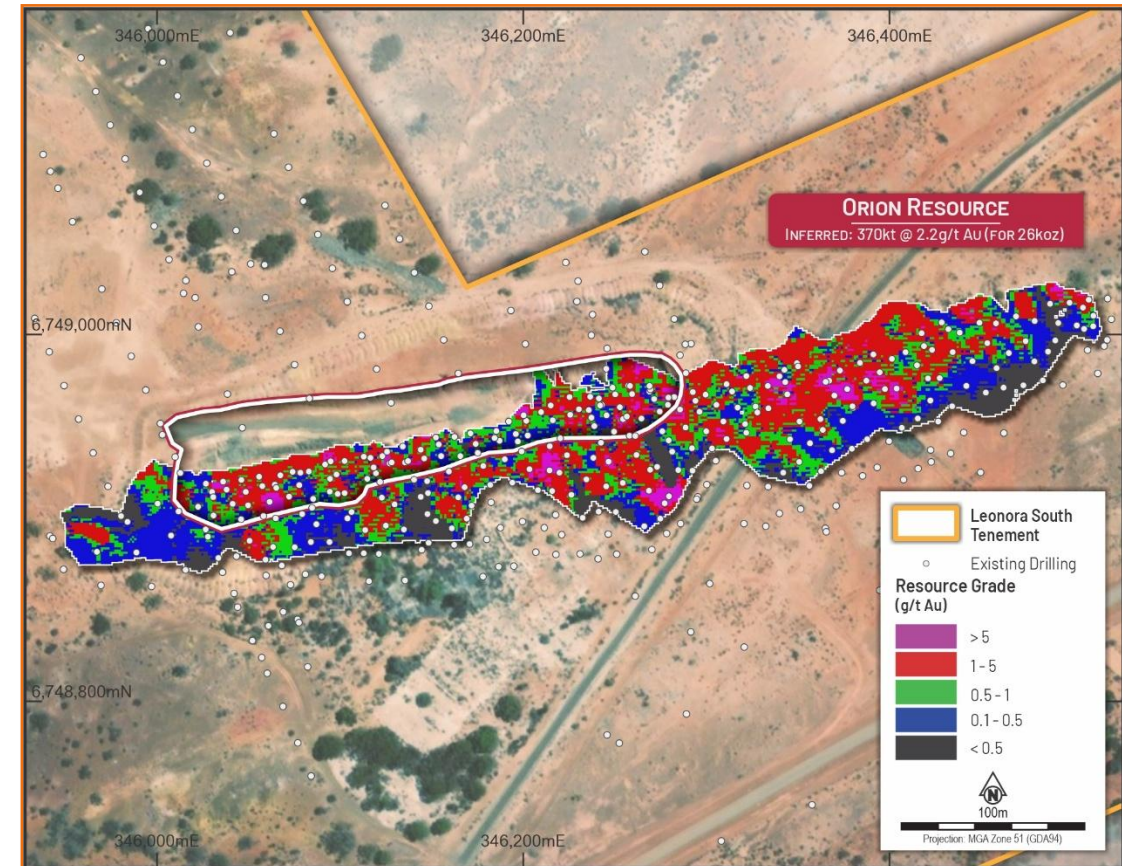 346,000mE
346,200mE
346,400mE
ORION RESOURCE
INFERRED: 370kt @ 2.2g/t Au (FOR 26koz)
6,749,000mN
Leonora South
Tenement
Existing Drilling
Resource Grade
(g/t Au)
> 5
1 - 5
0.5 - 1
0.1 - 0.5
< 0.5
6,748,800mN
N
100m
Projection: MGA Zone 51 (GDA94)
346,000mE
346,200mE